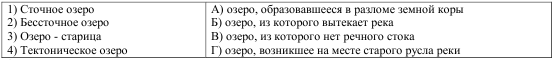 1) Сточное озеро А) озеро, образовавшееся в разломе земной коры
2) Бессточное озеро Б) озеро, из которого вытекает река
3) Озеро - старица В) озеро, из которого нет речного стока
4) Тектоническое озеро Г) озеро, возникшее на месте старого русла реки